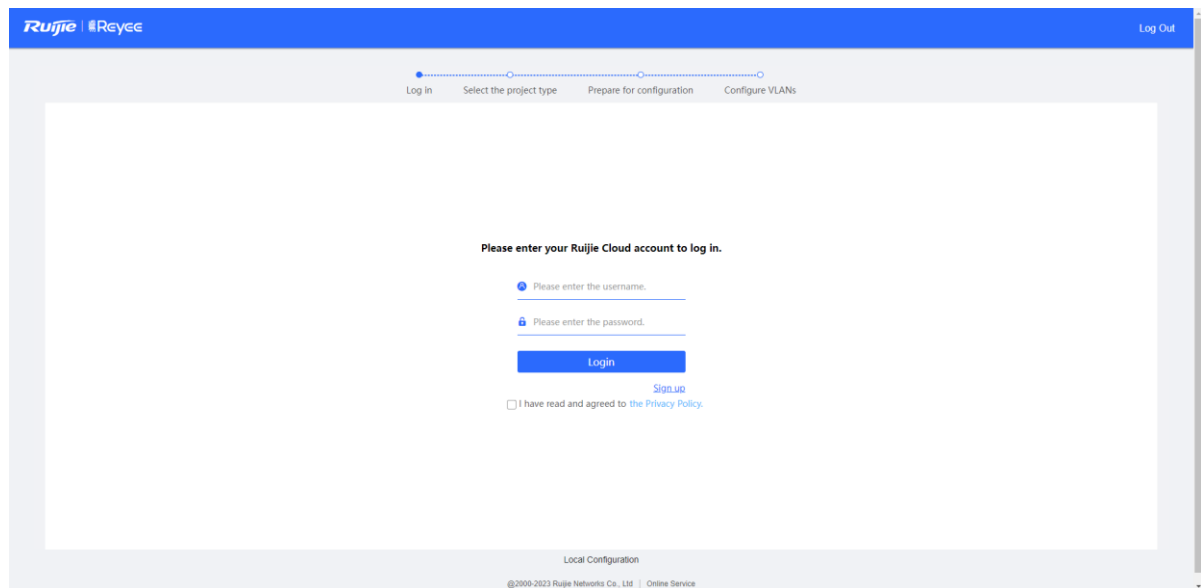 Ruijie | Reyee
Log Out
Log in Select the project type Prepare for configuration Configure VLANs
Please enter your Ruijie Cloud account to log in.
Please enter the username.
Please enter the password.
Login
Sign up
I have read and agreed to the Privacy Policy.
Local Configuration
@2000-2023 Ruijie Networks Co., Ltd | Online Service